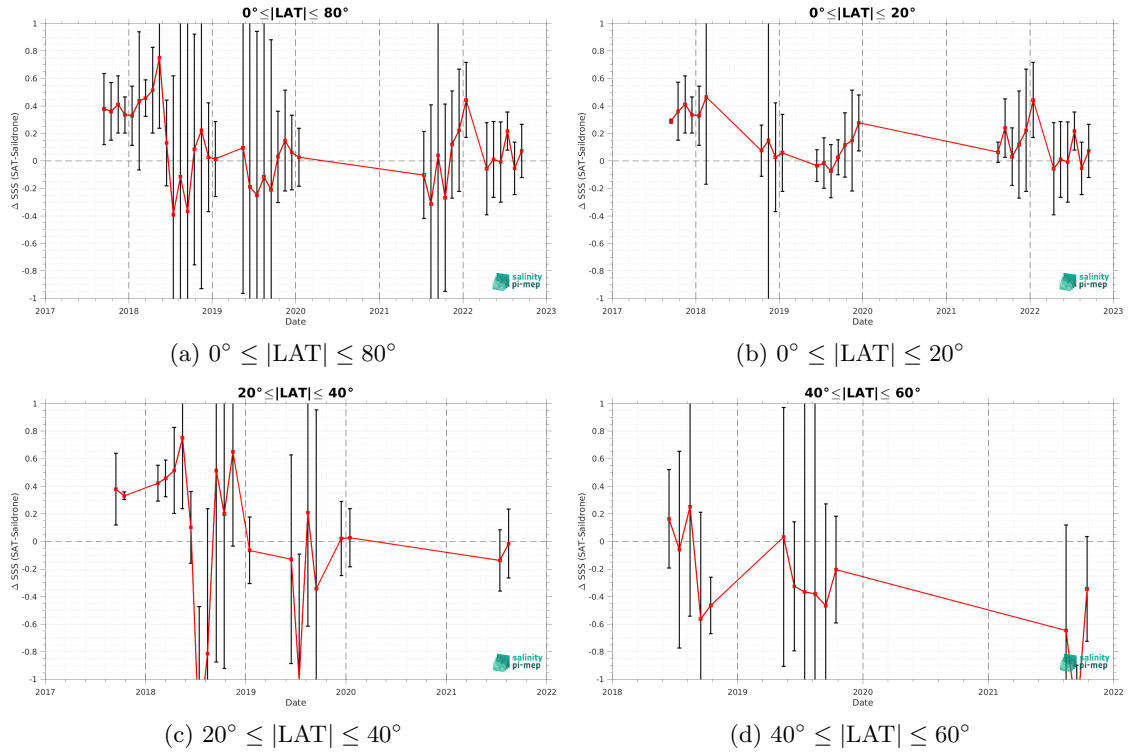 0°≤|LAT|≤ 80°
1
0.8
0.6
0.4
0.2
0
-0.2
-0.4
-0.6
-0.8
-1
Δ SSS (SAT-Saildrone)
2017
2018
2019
2020
2021
2022
2023
Date
salinity
pi-mep
(a) 0° ≤ |LAT| ≤ 80°
0°≤|LAT|≤ 20°
1
0.8
0.6
0.4
0.2
0
-0.2
-0.4
-0.6
-0.8
-1
Δ SSS (SAT-Saildrone)
2017
2018
2019
2020
2021
2022
2023
Date
salinity
pi-mep
(b) 0° ≤ |LAT| ≤ 20°
20°≤|LAT|≤ 40°
1
0.8
0.6
0.4
0.2
0
-0.2
-0.4
-0.6
-0.8
-1
Δ SSS (SAT-Saildrone)
2017
2018
2019
2020
2021
2022
Date
salinity
pi-mep
(c) 20° ≤ |LAT| ≤ 40°
40°≤|LAT|≤ 60°
1
0.8
0.6
0.4
0.2
0
-0.2
-0.4
-0.6
-0.8
-1
Δ SSS (SAT-Saildrone)
2018
2019
2020
2021
2022
Date
salinity
pi-mep
(d) 40° ≤ |LAT| ≤ 60°